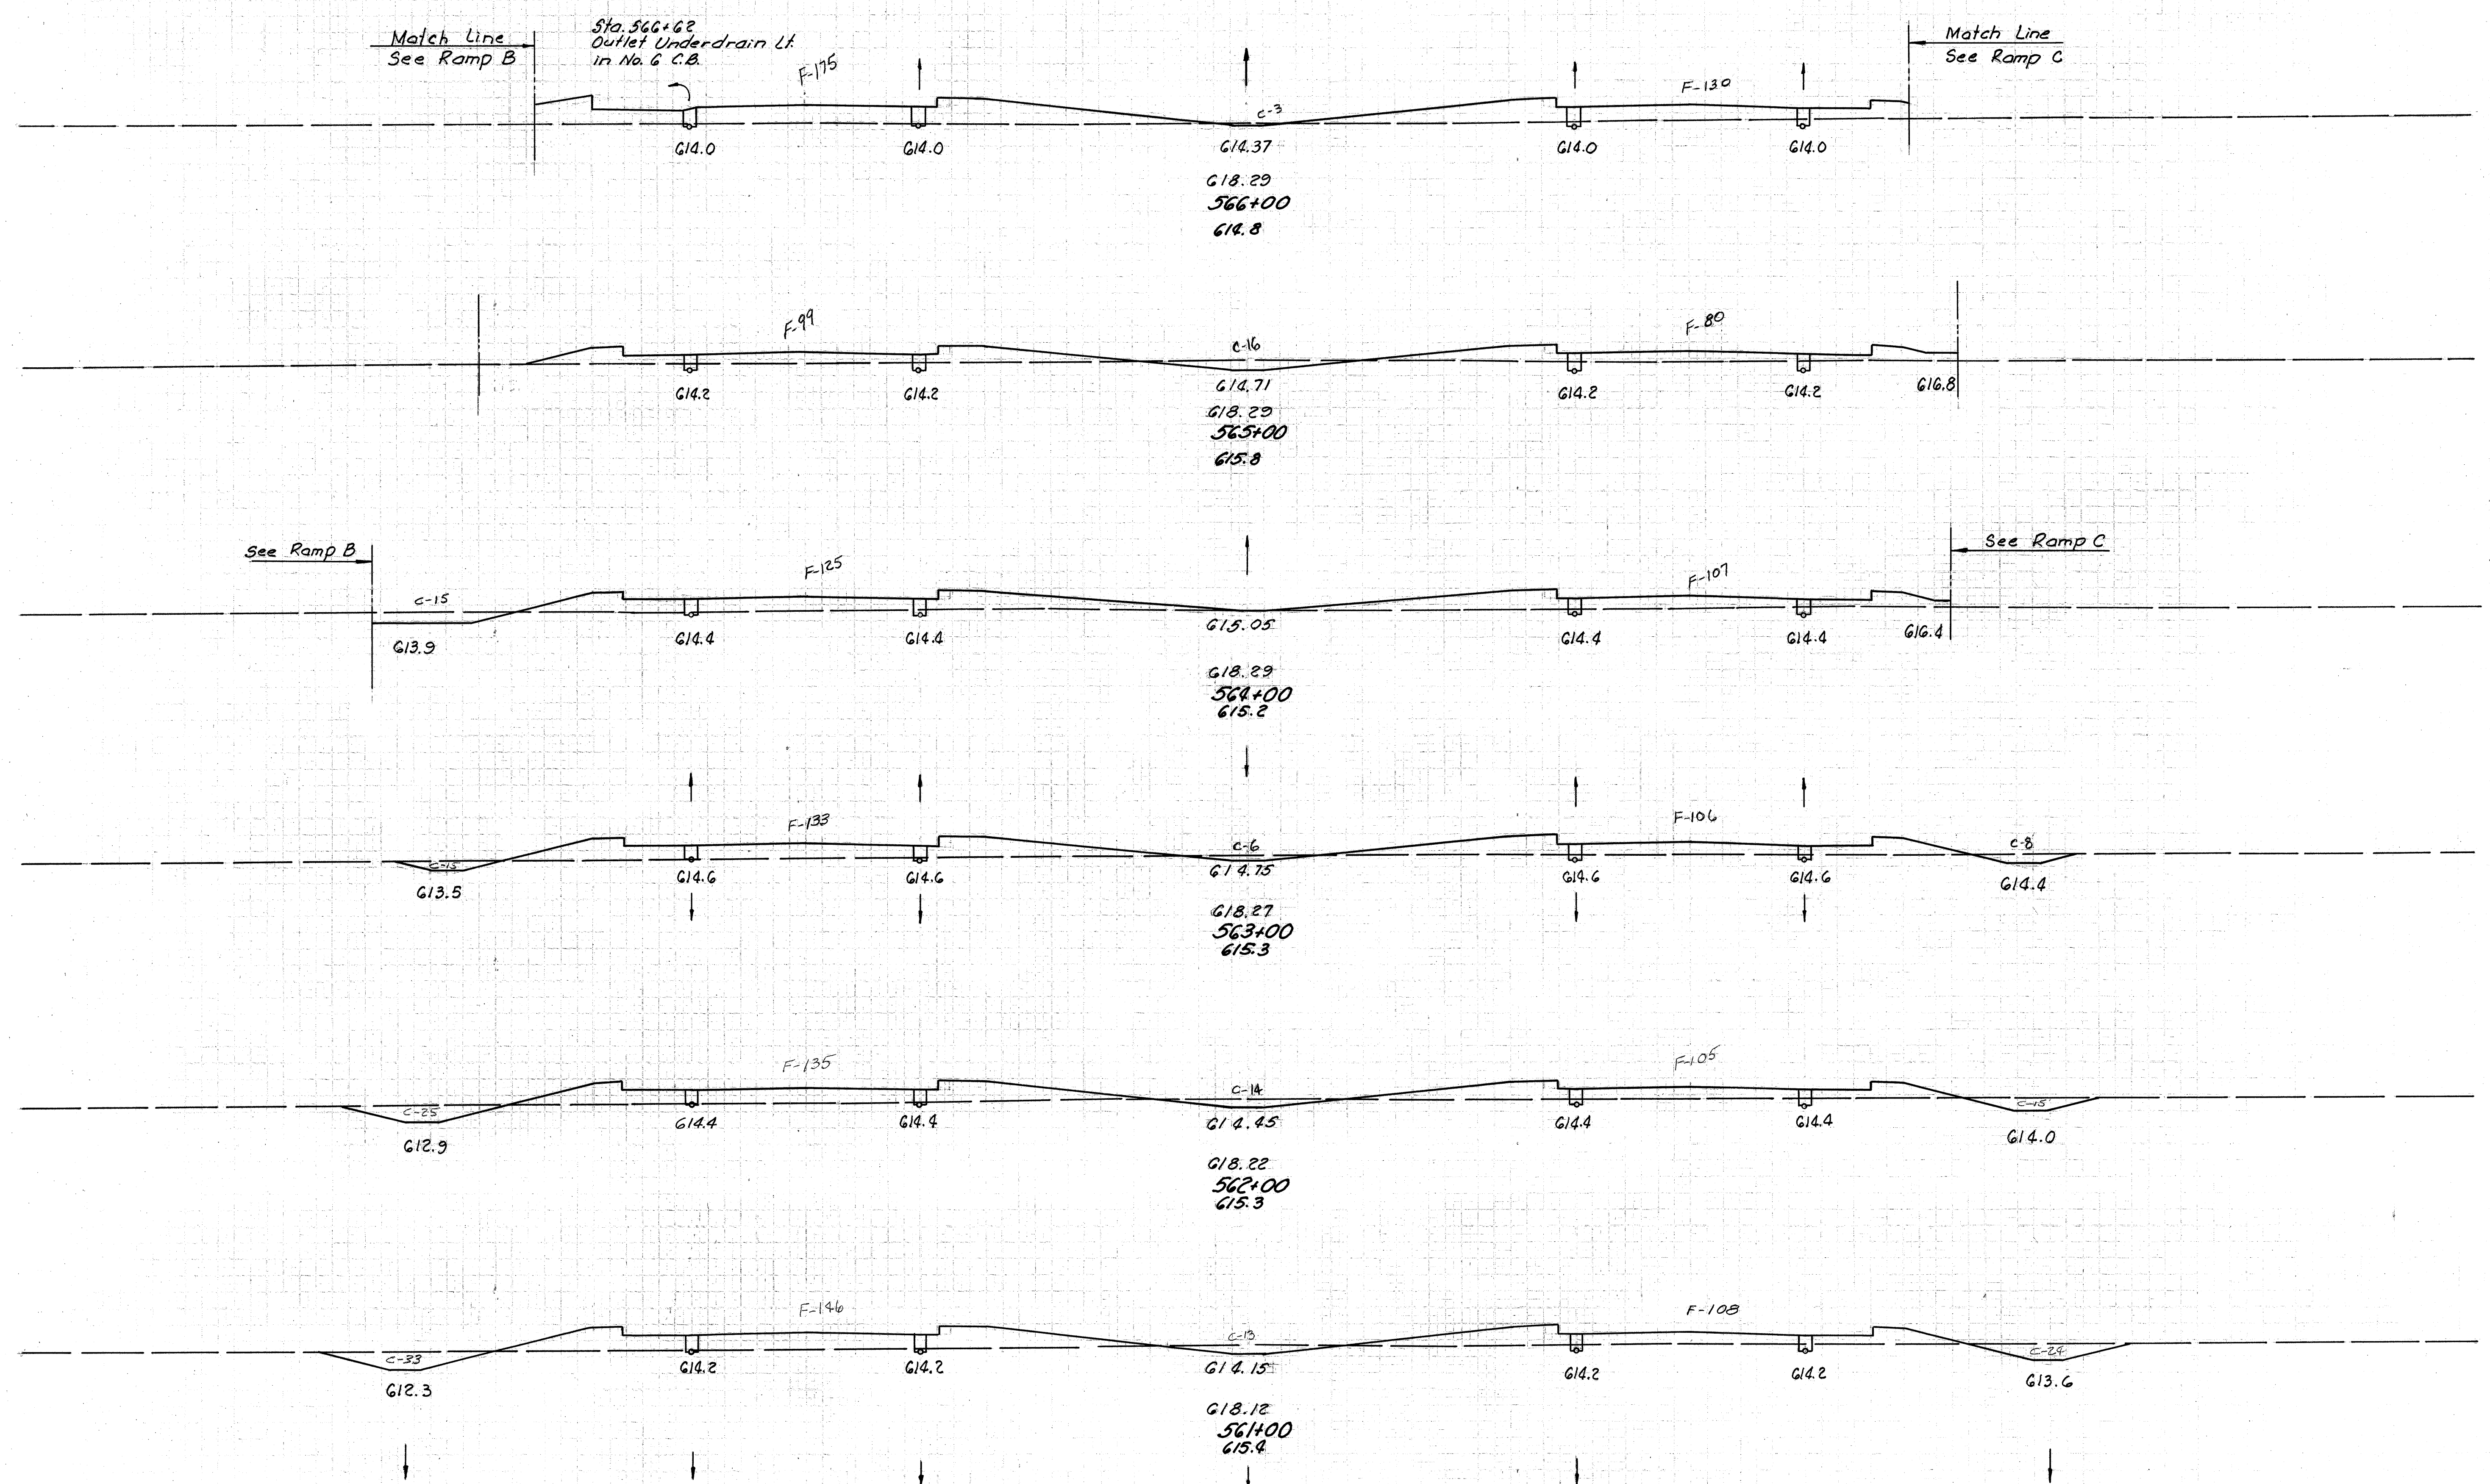 Match Line
See Ramp B
Sta. 566+62
Outlet Underdrain Lt.
in No. 6 C.B.
F-175
F-130
Match Line
See Ramp C
C-3
614.0
614.0
614.37
614.0
614.0
618.29
566+00
614.8
F-99
F-80
C-16
614.2
614.2
614.71
614.2
614.2
616.8
618.29
565+00
615.8
See Ramp B
See Ramp C
F-125
F-107
C-15
613.9
614.4
614.4
615.05
614.4
614.4
616.4
618.29
564+00
615.2
F-133
F-106
C-15
C-6
C-8
613.5
614.6
614.6
614.75
614.6
614.6
614.4
618.27
563+00
615.3
F-135
F-105
C-25
C-14
C-15
612.9
614.4
614.4
614.45
614.4
614.4
614.0
618.22
562+00
615.3
F-146
F-108
C-33
C-13
C-24
612.3
614.2
614.2
614.15
614.2
614.2
613.6
618.12
561+00
615.4